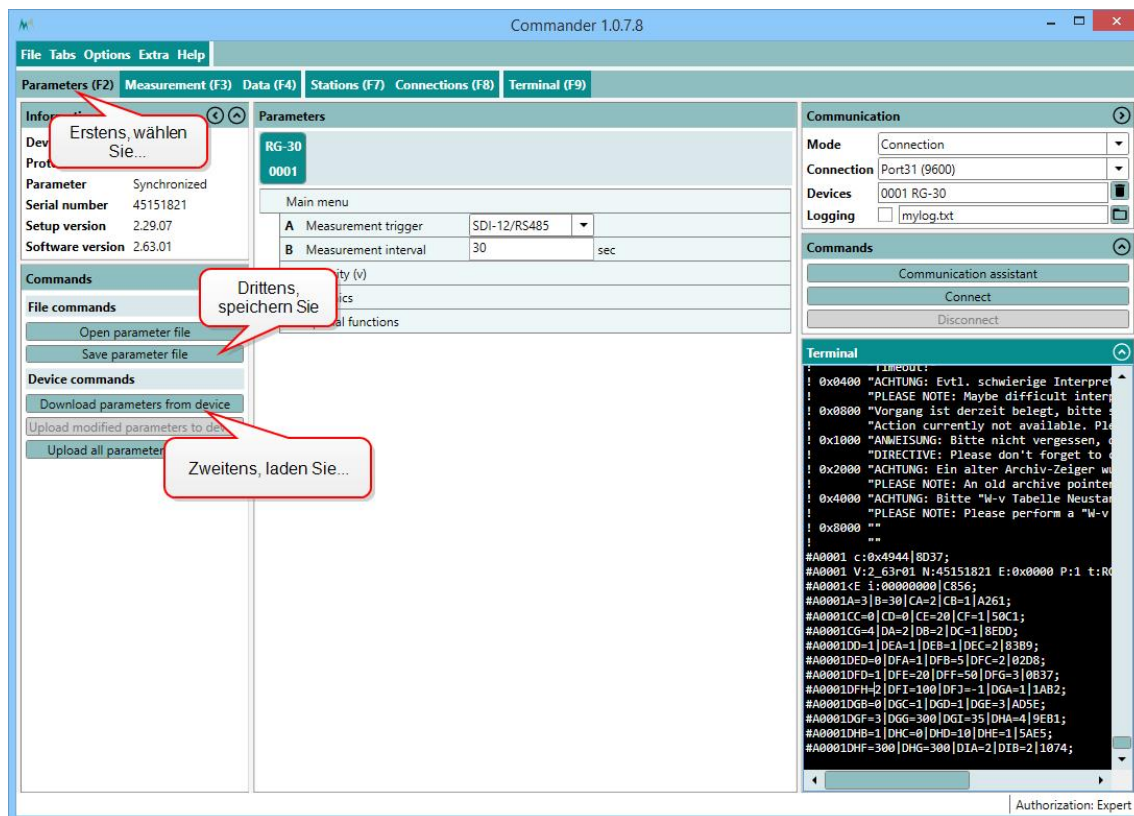 Commander 1.0.7.8
File Tabs Options Extra Help
Parameters (F2) Measurement (F3) Data (F4) Stations (F7) Connections (F8) Terminal (F9)
Erstens, wählen
Sie...
Parameter Synchronized
Serial number 45151821
Setup version 2.29.07
Software version 2.63.01
Commands
File commands
Open parameter file
Save parameter file
Device commands
Download parameters from device
Upload modified parameters to
Upload all
Drittens,
speichern Sie
Zweitens, laden Sie...
Parameters
RG-30
0001
Main menu
A Measurement trigger SDI-12/RS485
B Measurement interval 30 sec
(v)
functions
Communication
Mode Connection
Connection Port31 (9600)
Devices 0001 RG-30
Logging mylog.txt
Commands
Communication assistant
Connect
Disconnect
Terminal
! Timeout!
! 0x0400 "ACHTUNG: Evtl. schwierige Interpret
! "PLEASE NOTE: Maybe difficult interp
! 0x0800 "Vorgang ist derzeit belegt, bitte s
! "Action currently not available. Ple
! 0x1000 "ANWEISUNG: Bitte nicht vergessen, d
! "DIRECTIVE: Please don't forget to d
! 0x2000 "ACHTUNG: Ein alter Archiv-Zeiger wu
! "PLEASE NOTE: An old archive pointer
! 0x4000 "ACHTUNG: Bitte "W-v Tabelle Neustar
! "PLEASE NOTE: Please perform a "W-v
! 0x8000 ""
! ""
#A0001 c:0x4944|8D37;
#A0001 V:2_63r01 N:45151821 E:0x0000 P:1 t:RG
#A0001<E i:00000000|C856;
#A0001A=3|B=30|CA=2|CB=1|A261;
#A0001CC=0|CD=0|CE=20|CF=1|50C1;
#A0001CG=4|DA=2|DB=2|DC=1|8EDD;
#A0001DD=1|DEA=1|DEB=1|DEC=2|83B9;
#A0001DED=0|DFA=1|DFB=5|DFC=2|02D8;
#A0001DFD=1|DFE=20|DFF=50|DFG=3|0B37;
#A0001DFH=2|DFI=100|DFJ=-1|DGA=1|1AB2;
#A0001DGB=0|DGC=1|DGD=1|DGE=3|AD5E;
#A0001DGF=3|DGG=300|DGI=35|DHA=4|9EB1;
#A0001DHB=1|DHC=0|DHD=10|DHE=1|5AE5;
#A0001DHF=300|DHG=300|DIA=2|DIB=2|1074;
Authorization: Expert